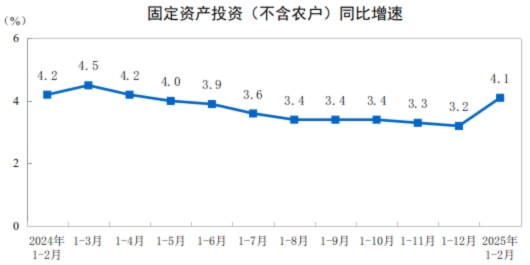 固定资产投资（不含农户）同比增速
（%）
6
4
2
0
4.2
4.5
4.2
4.0
3.9
3.6
3.4
3.4
3.4
3.3
3.2
4.1
2024年
1-2月
1-3月
1-4月
1-5月
1-6月
1-7月
1-8月
1-9月
1-10月
1-11月
1-12月
2025年
1-2月